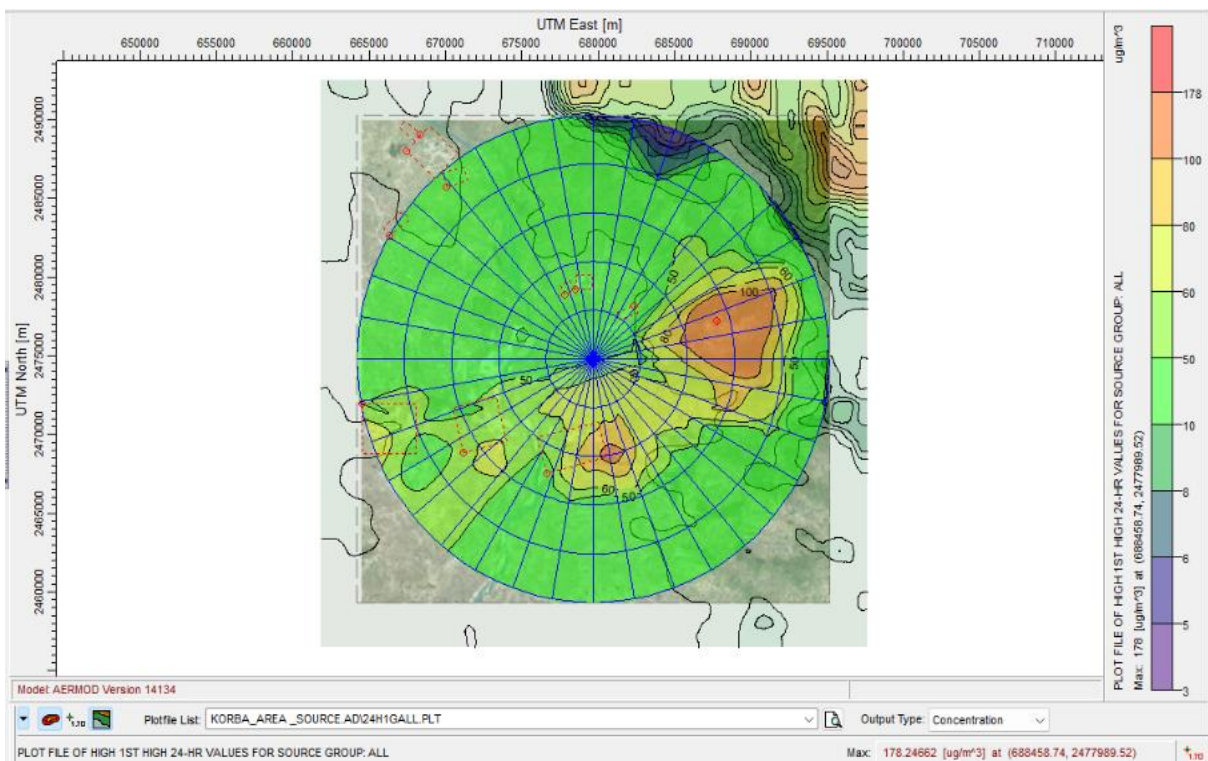 UTM East [m]
650000 655000 660000 665000 670000 675000 680000 685000 690000 695000 700000 705000 710000
UTM North [m]
2490000
2485000
2480000
2475000
2470000
2465000
2460000
50
60
100
80
50
50
60
50
ug/m^3
178
100
80
60
50
10
8
6
5
3
PLOT FILE OF HIGH 1ST HIGH 24-HR VALUES FOR SOURCE GROUP: ALL
Max: 178 [ug/m^3] at (688458.74, 2477989.52)
Model: AERMOD Version 14134
Plotfile List: KORBA_AREA _SOURCE.AD\24H1GALL.PLT Output Type: Concentration
PLOT FILE OF HIGH 1ST HIGH 24-HR VALUES FOR SOURCE GROUP: ALL Max: 178.24662 [ug/m^3] at (688458.74, 2477989.52)